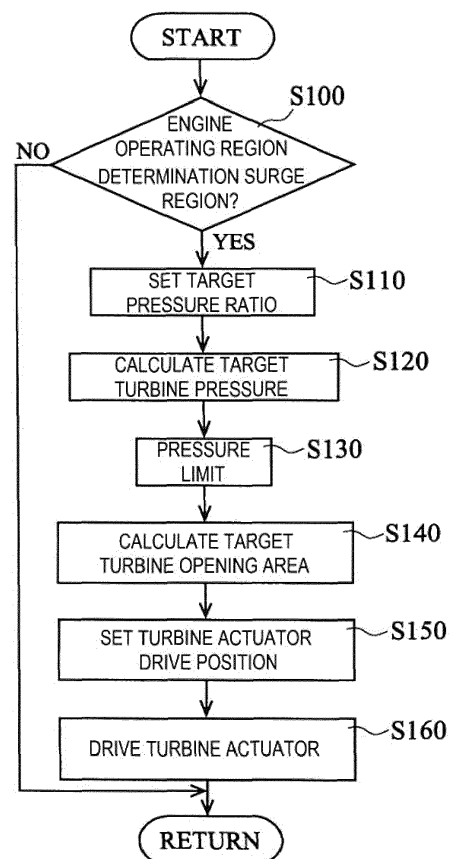 START
S100
ENGINE
OPERATING REGION
DETERMINATION SURGE
REGION?
NO
YES
SET TARGET
PRESSURE RATIO
S110
CALCULATE TARGET
TURBINE PRESSURE
S120
PRESSURE
LIMIT
S130
CALCULATE TARGET
TURBINE OPENING AREA
S140
SET TURBINE ACTUATOR
DRIVE POSITION
S150
DRIVE TURBINE ACTUATOR
S160
RETURN